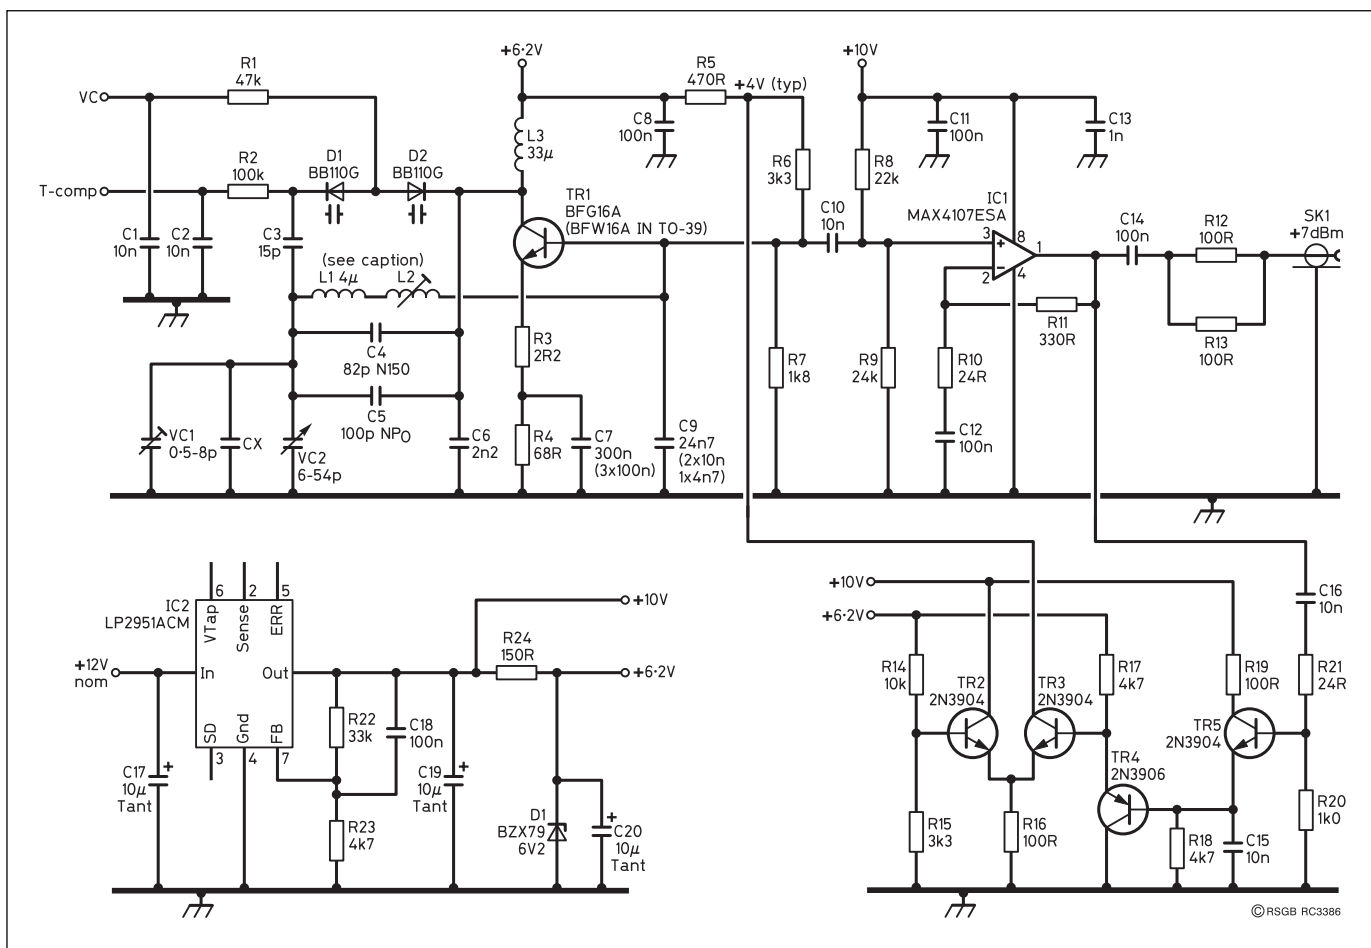 +6·2V
+10V
R1
47k
VC
R5
470R
+4V (typ)
C8
100n
C11
100n
C13
1n
L3
33μ
R6
3k3
R8
22k
R2
100k
D1
BB110G
D2
BB110G
T-comp
TR1
BFG16A
(BFW16A IN TO-39)
C10
10n
IC1
MAX4107ESA
C14
100n
R12
100R
SK1
+7dBm
C1
10n
C2
10n
C3
15p
3
+
8
1
2
−
4
(see caption)
L1 4μ
L2
R11
330R
R13
100R
R3
2R2
C4
82p N150
R7
1k8
R9
24k
R10
24R
C5
100p NPO
VC1
0·5-8p
CX
VC2
6-54p
C6
2n2
R4
68R
C7
300n
(3x100n)
C9
24n7
(2x10n
1x4n7)
C12
100n
6
2
5
IC2
LP2951ACM
VTap
Sense
ERR
+10V
+12V
nom
In
Out
R24
150R
+6·2V
SD
Gnd
FB
3
4
7
R22
33k
C18
100n
C17
10μ
Tant
+
C19
10μ
Tant
+
R23
4k7
D1
BZX79
6V2
+
C20
10μ
Tant
+10V
+6·2V
C16
10n
R14
10k
TR2
2N3904
TR3
2N3904
R17
4k7
R19
100R
R21
24R
TR5
2N3904
TR4
2N3906
R15
3k3
R16
100R
R18
4k7
C15
10n
R20
1k0
©RSGB RC3386